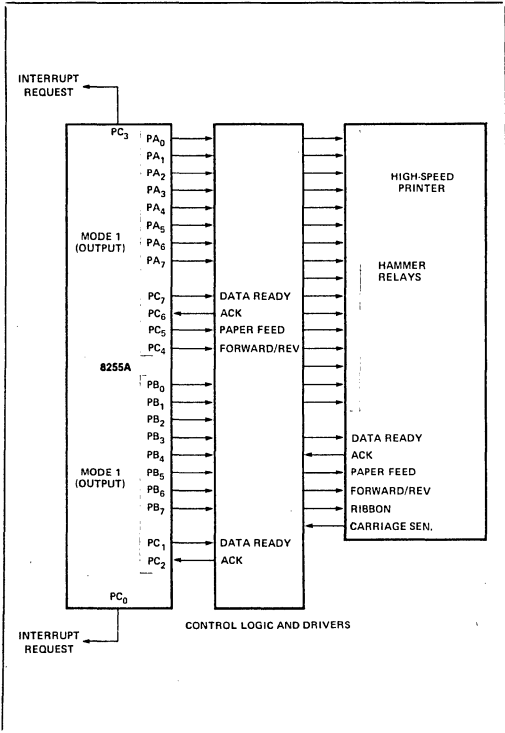 INTERRUPT
REQUEST
PC3
PA0
PA1
PA2
PA3
PA4
PA5
PA6
PA7
MODE 1
(OUTPUT)
PC7
PC6
PC5
PC4
8255A
PB0
PB1
PB2
PB3
PB4
PB5
PB6
PB7
MODE 1
(OUTPUT)
PC1
PC2
PC0
INTERRUPT
REQUEST
DATA READY
ACK
PAPER FEED
FORWARD/REV
DATA READY
ACK
CONTROL LOGIC AND DRIVERS
HIGH-SPEED
PRINTER
HAMMER
RELAYS
DATA READY
ACK
PAPER FEED
FORWARD/REV
RIBBON
CARRIAGE SEN.